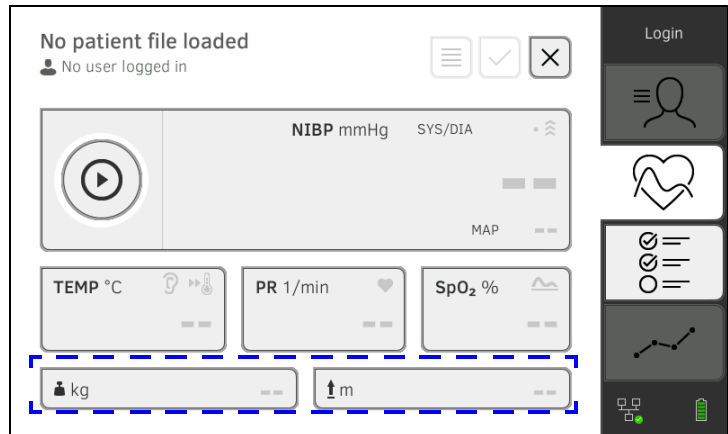 No patient file loaded
No user logged in
Login
NIBP mmHg SYS/DIA
-- --
MAP --
TEMP °C
--
PR 1/min
--
SpO₂ %
--
kg --
m --